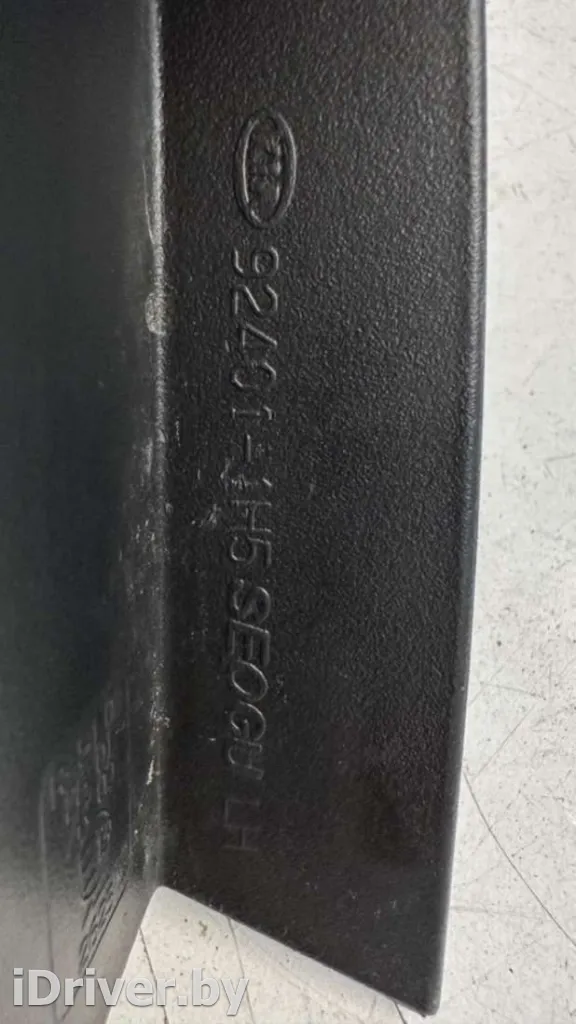 KIA
92401-1H5 SEOGU LH
iDriver.by